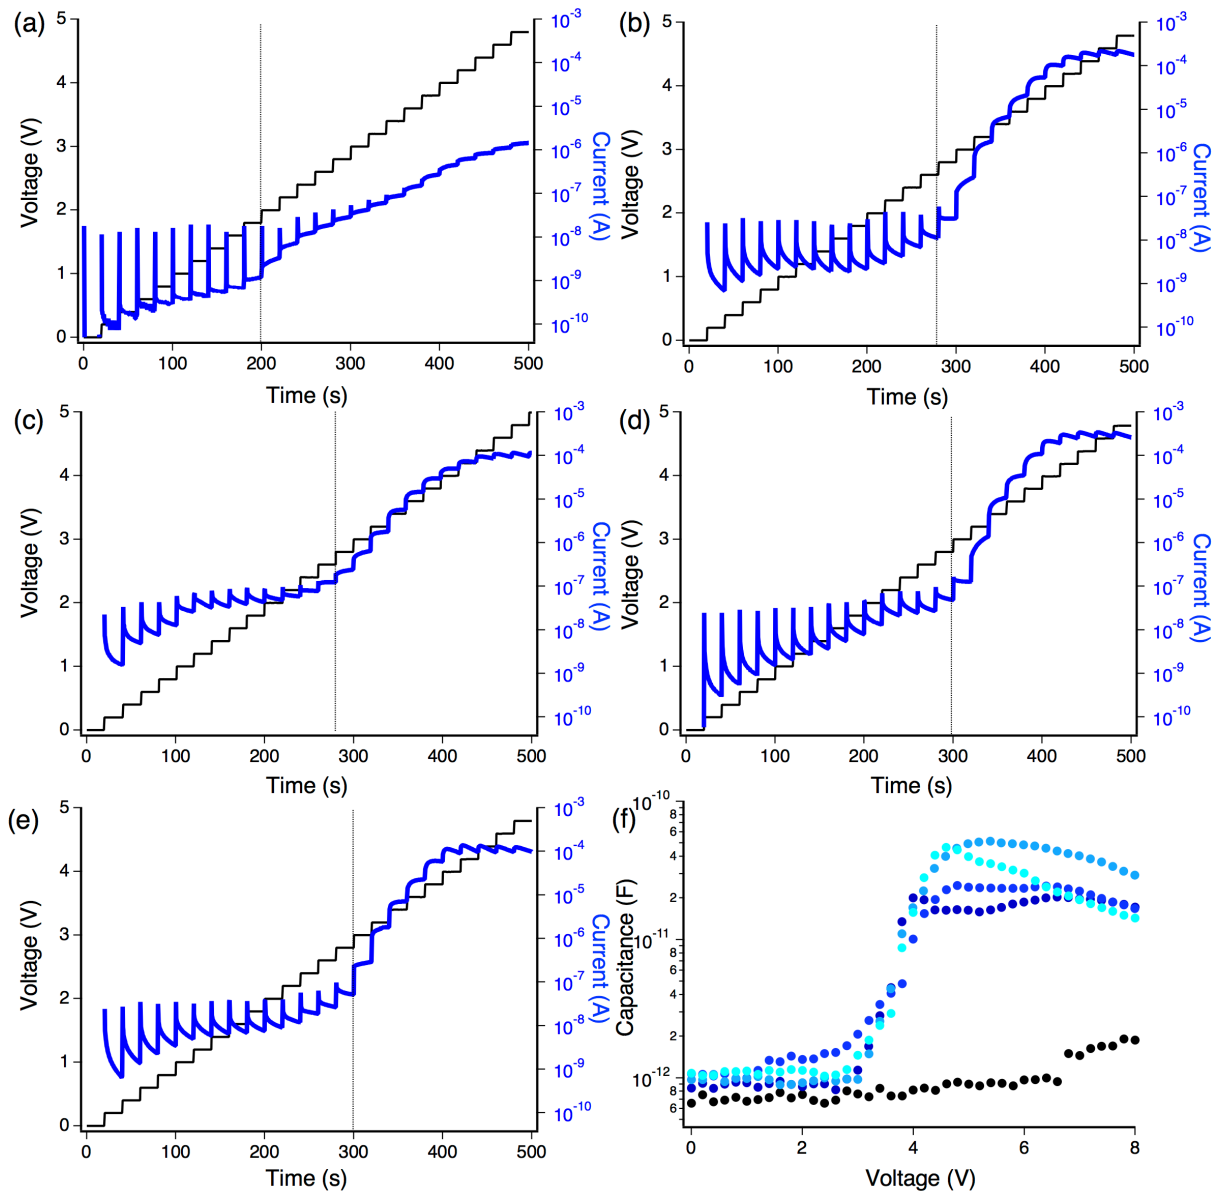 (a)
5
4
3
2
1
0
Voltage (V)
10-3
10-4
10-5
10-6
10-7
10-8
10-9
10-10
Current (A)
0 100 200 300 400 500
Time (s)
(b)
5
4
3
2
1
0
Voltage (V)
10-3
10-4
10-5
10-6
10-7
10-8
10-9
10-10
Current (A)
0 100 200 300 400 500
Time (s)
(c)
5
4
3
2
1
0
Voltage (V)
10-3
10-4
10-5
10-6
10-7
10-8
10-9
10-10
Current (A)
0 100 200 300 400 500
Time (s)
(d)
5
4
3
2
1
0
Voltage (V)
10-3
10-4
10-5
10-6
10-7
10-8
10-9
10-10
Current (A)
0 100 200 300 400 500
Time (s)
(e)
5
4
3
2
1
0
Voltage (V)
10-3
10-4
10-5
10-6
10-7
10-8
10-9
10-10
Current (A)
0 100 200 300 400 500
Time (s)
(f)
10-10
8
6
4
2
10-11
8
6
4
2
10-12
8
6
Capacitance (F)
0 2 4 6 8
Voltage (V)